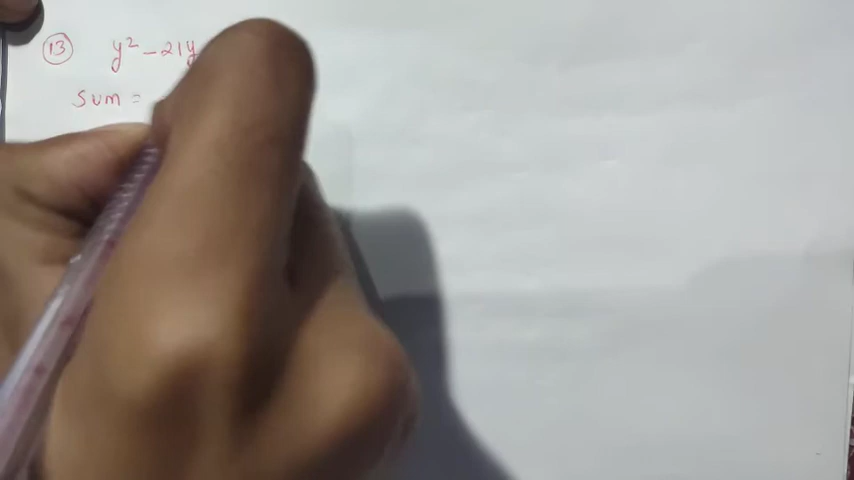 13 y² - 21y
Sum =